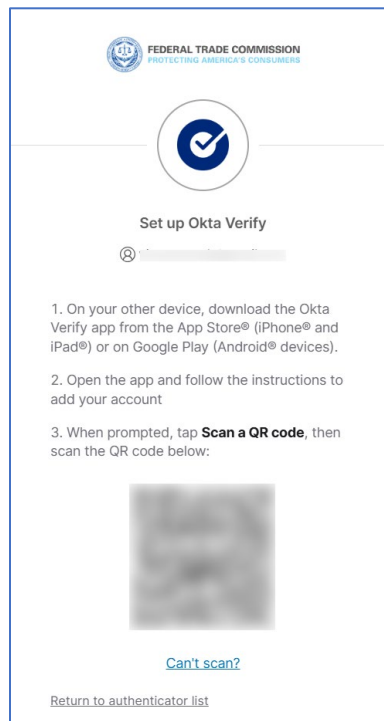 FEDERAL TRADE COMMISSION
PROTECTING AMERICA'S CONSUMERS
Set up Okta Verify
1. On your other device, download the Okta
Verify app from the App Store® (iPhone® and
iPad®) or on Google Play (Android® devices).
2. Open the app and follow the instructions to
add your account
3. When prompted, tap Scan a QR code, then
scan the QR code below:
Can't scan?
Return to authenticator list